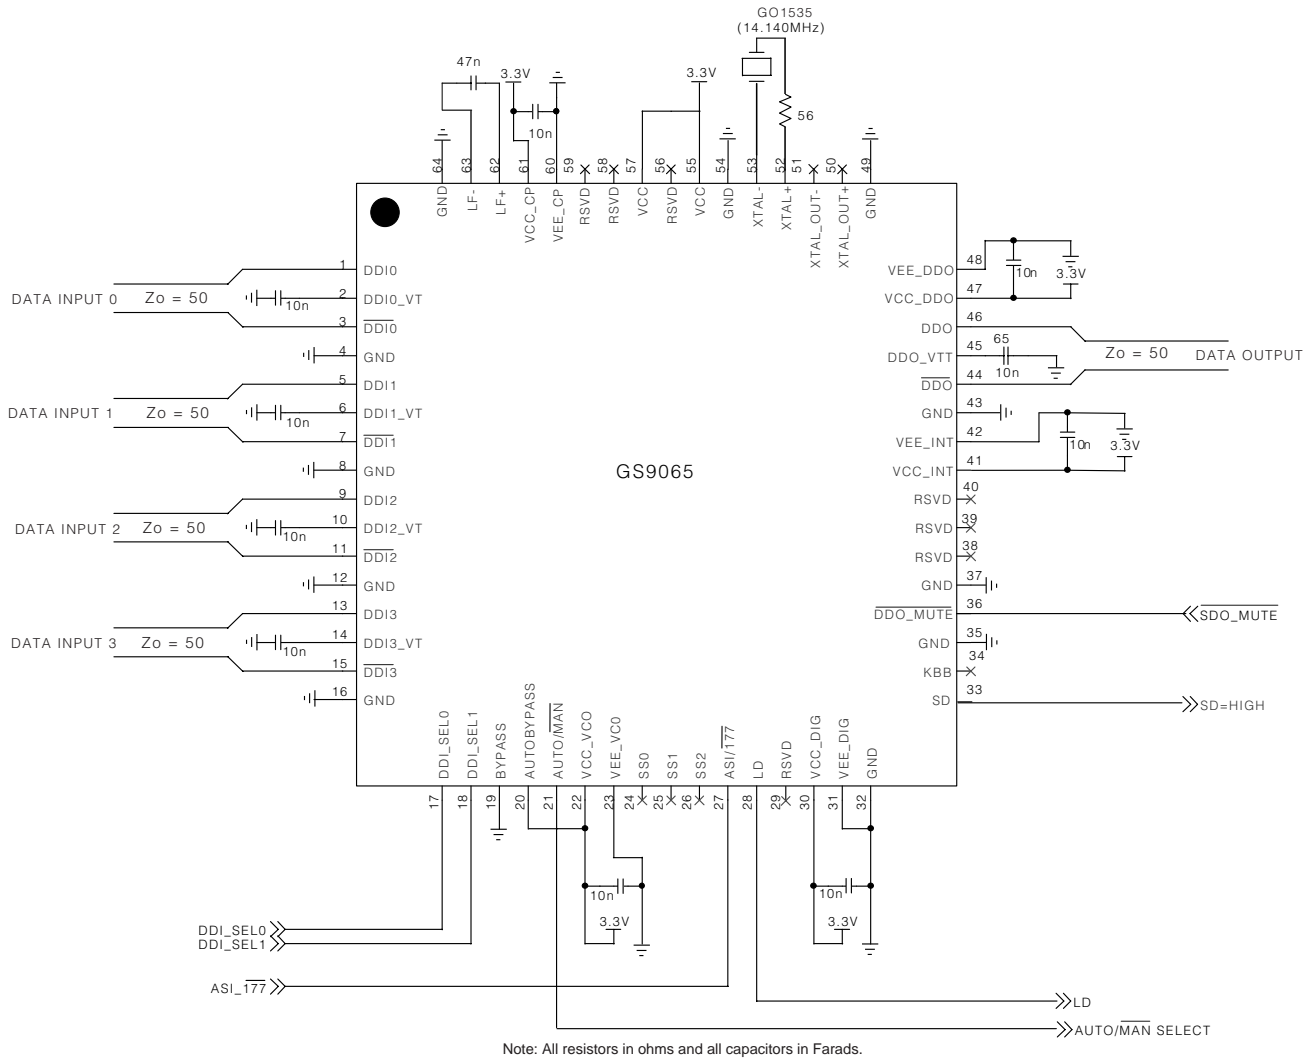 GO1535
(14.140MHz)
47n
3.3V
3.3V
10n
56
64
63
62
61
60
59
58
57
56
55
54
53
52
51
50
49
GND
LF-
LF+
VCC_CP
VEE_CP
RSVD
RSVD
VCC
RSVD
VCC
GND
XTAL-
XTAL+
XTAL_OUT-
XTAL_OUT+
GND
DATA INPUT 0
Zo = 50
10n
1 DDI0
2 DDI0_VT
3 DDI0
4 GND
DATA INPUT 1
Zo = 50
10n
5 DDI1
6 DDI1_VT
7 DDI1
8 GND
DATA INPUT 2
Zo = 50
10n
9 DDI2
10 DDI2_VT
11 DDI2
12 GND
DATA INPUT 3
Zo = 50
10n
13 DDI3
14 DDI3_VT
15 DDI3
16 GND
GS9065
VEE_DDO 48
10n
3.3V
VCC_DDO 47
DDO 46
DDO_VTT 45
65
10n
Zo = 50
DATA OUTPUT
DDO 44
GND 43
VEE_INT 42
10n
3.3V
VCC_INT 41
RSVD 40
RSVD 39
RSVD 38
GND 37
DDO_MUTE 36
SDO_MUTE
GND 35
KBB 34
SD 33
SD=HIGH
DDI_SEL0
DDI_SEL1
BYPASS
AUTOBYPASS
AUTO/MAN
VCC_VCO
VEE_VC0
SS0
SS1
SS2
ASI/177
LD
RSVD
VCC_DIG
VEE_DIG
GND
17
18
19
20
21
22
23
24
25
26
27
28
29
30
31
32
10n
3.3V
10n
3.3V
DDI_SEL0
DDI_SEL1
ASI_177
LD
AUTO/MAN SELECT
Note: All resistors in ohms and all capacitors in Farads.